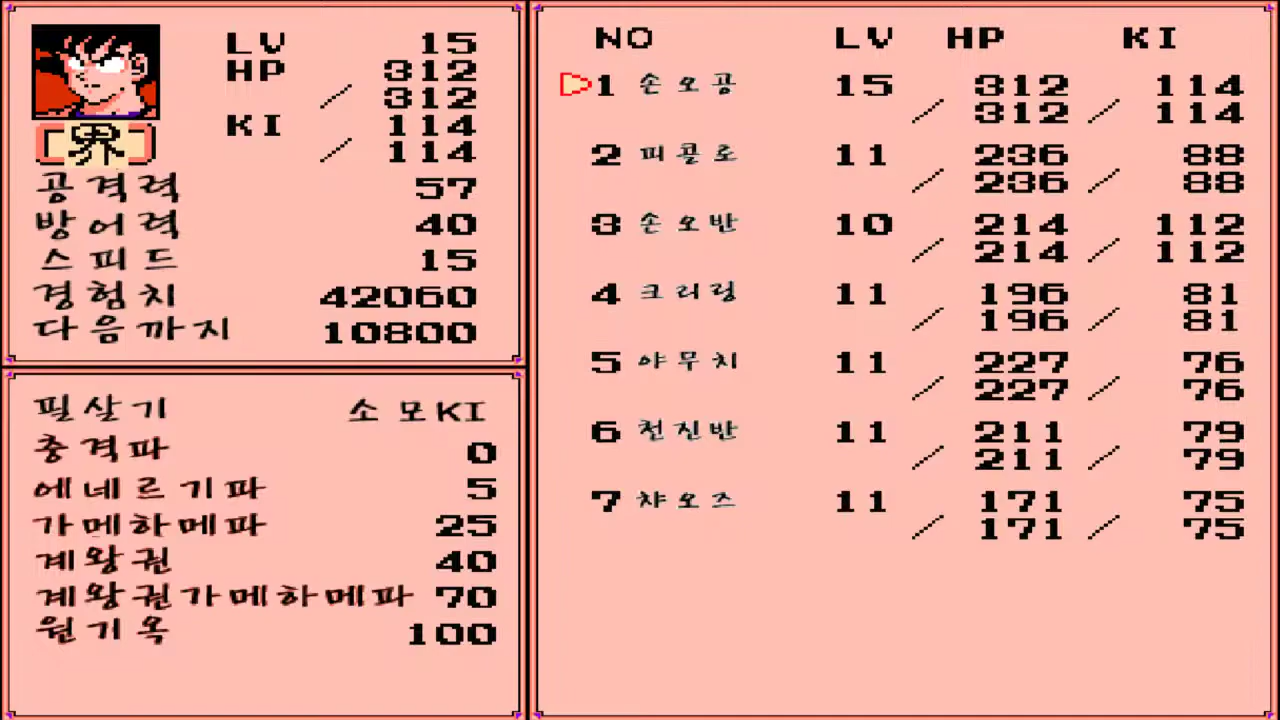 LV 15
HP 312
/ 312
KI 114
/ 114
界
공격력 57
방어력 40
스피드 15
경험치 42060
다음까지 10800
필살기 소모KI
충격파 0
에네르기파 5
가메하메파 25
계왕권 40
계왕권가메하메파 70
원기옥 100
NO LV HP KI
1 손오공 15 312 114
/ 312 / 114
2 피콜로 11 236 88
/ 236 / 88
3 손오반 10 214 112
/ 214 / 112
4 크리링 11 196 81
/ 196 / 81
5 야무치 11 227 76
/ 227 / 76
6 천진반 11 211 79
/ 211 / 79
7 챠오즈 11 171 75
/ 171 / 75